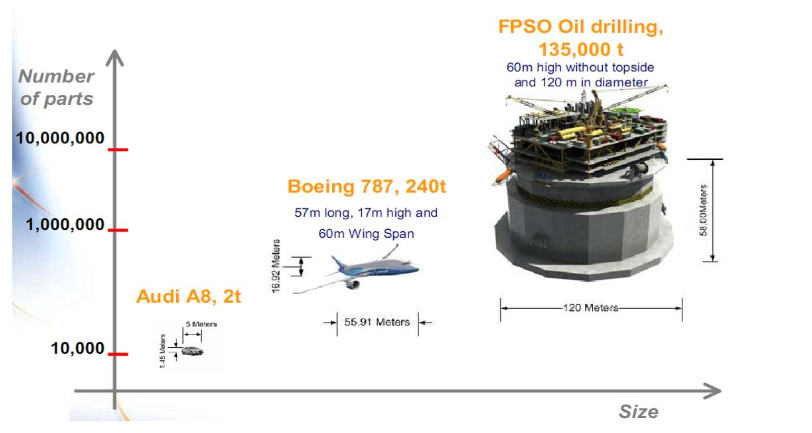 FPSO Oil drilling,
135,000 t
60m high without topside
and 120 m in diameter
Number
of parts
10,000,000
Boeing 787, 240t
57m long, 17m high and
60m Wing Span
1,000,000
58.00Meters
16.92 Meters
Audi A8, 2t
120 Meters
5 Meters
55.91 Meters
1.45 Meters
10,000
Size